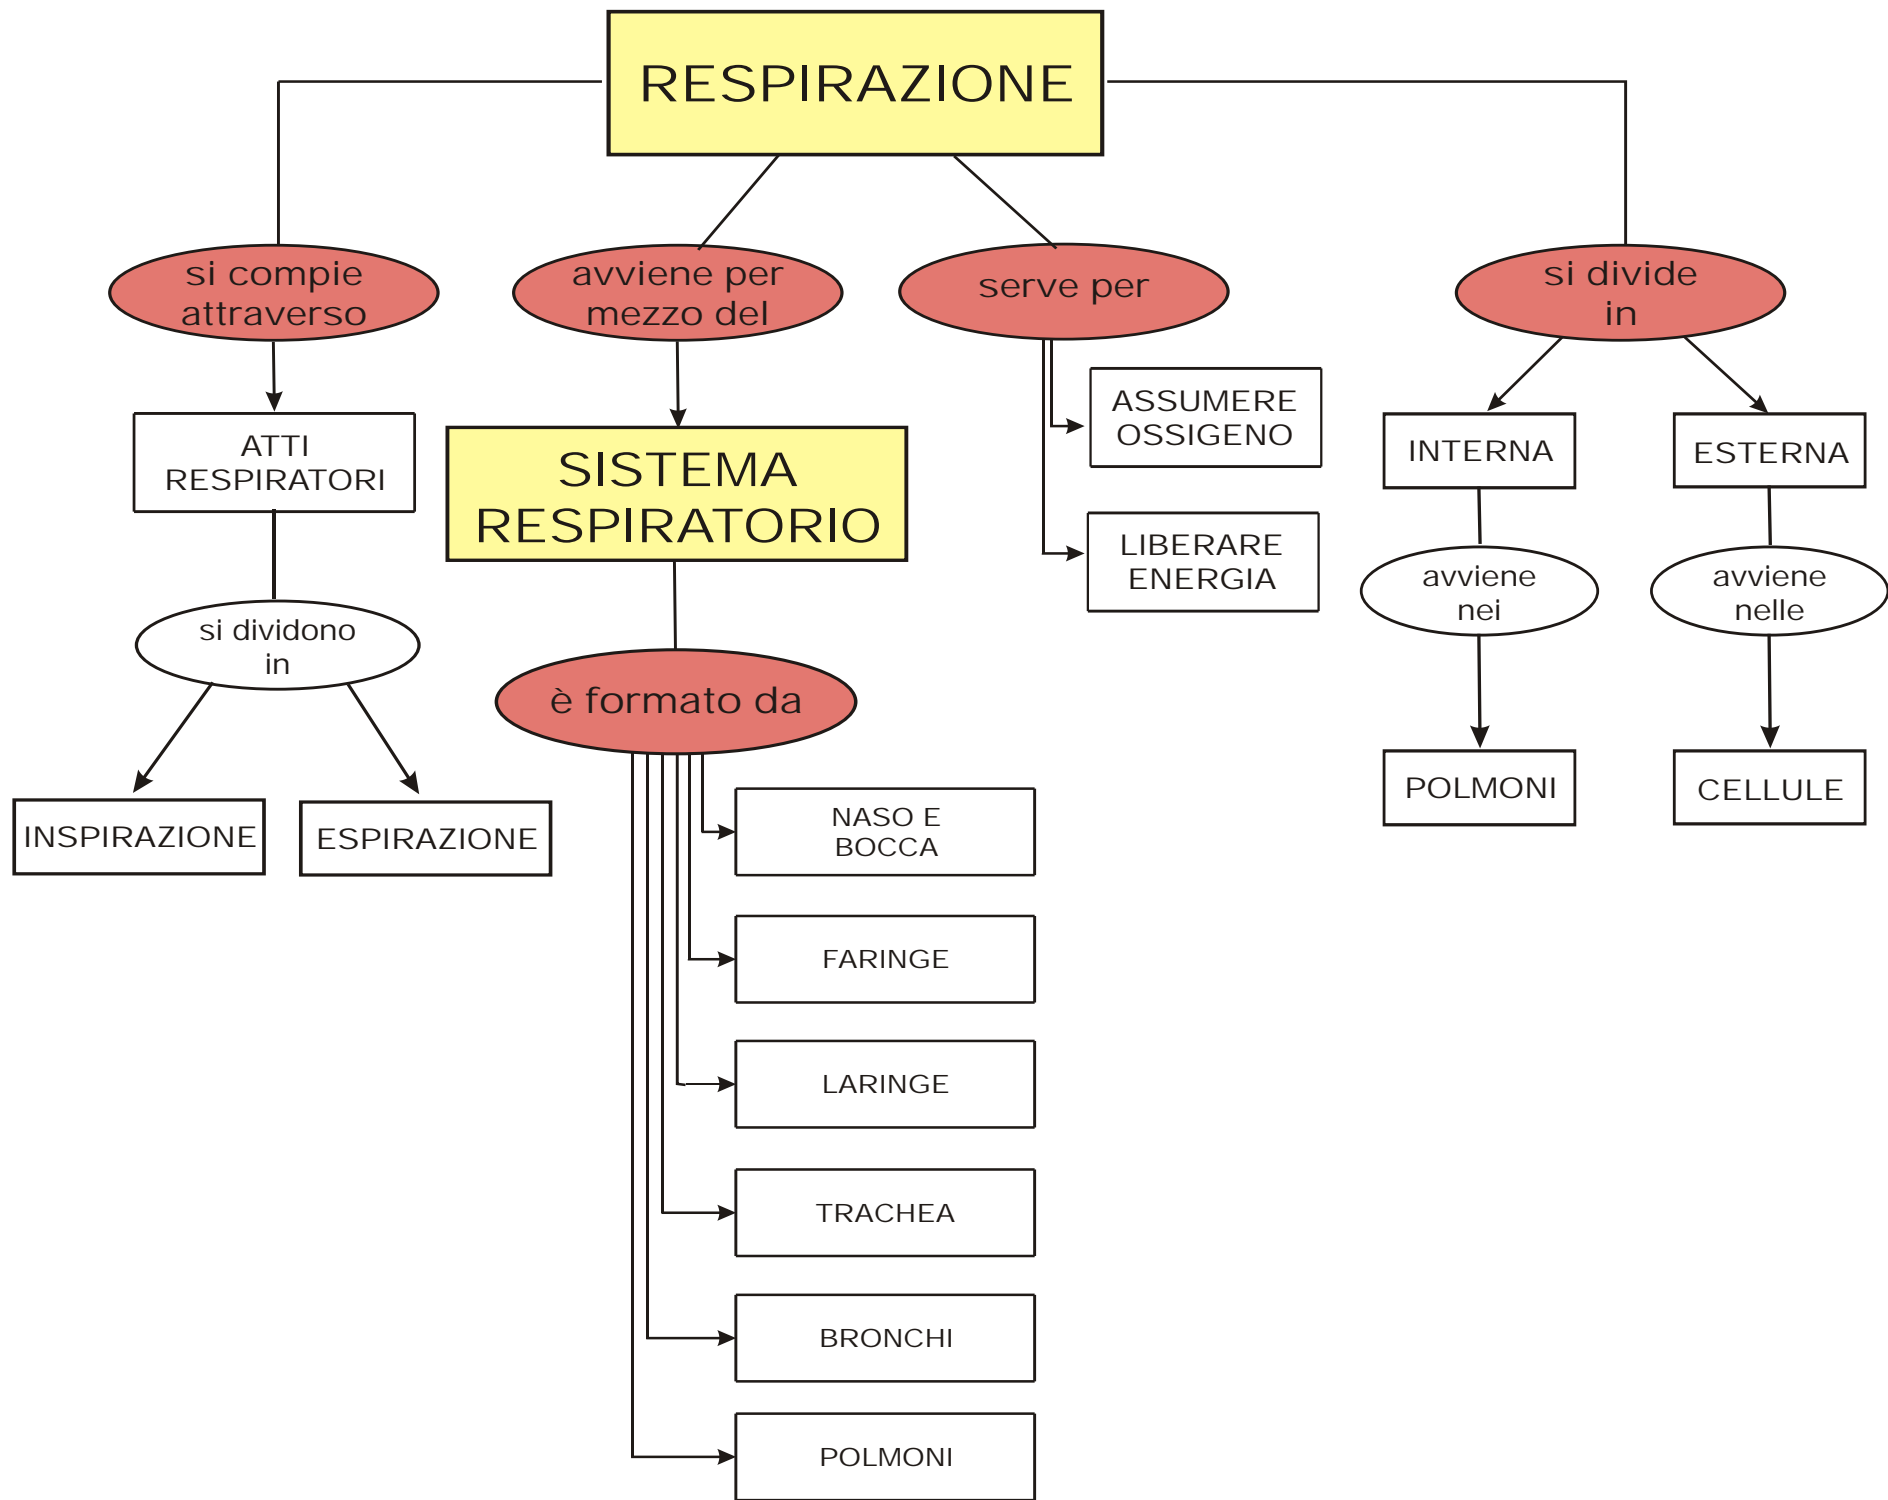 RESPIRAZIONE
si compie
attraverso
avviene per
mezzo del
serve per
si divide
in
ATTI
RESPIRATORI
SISTEMA
RESPIRATORIO
ASSUMERE
OSSIGENO
LIBERARE
ENERGIA
INTERNA
ESTERNA
avviene
nei
avviene
nelle
si dividono
in
è formato da
INSPIRAZIONE
ESPIRAZIONE
POLMONI
CELLULE
NASO E
BOCCA
FARINGE
LARINGE
TRACHEA
BRONCHI
POLMONI